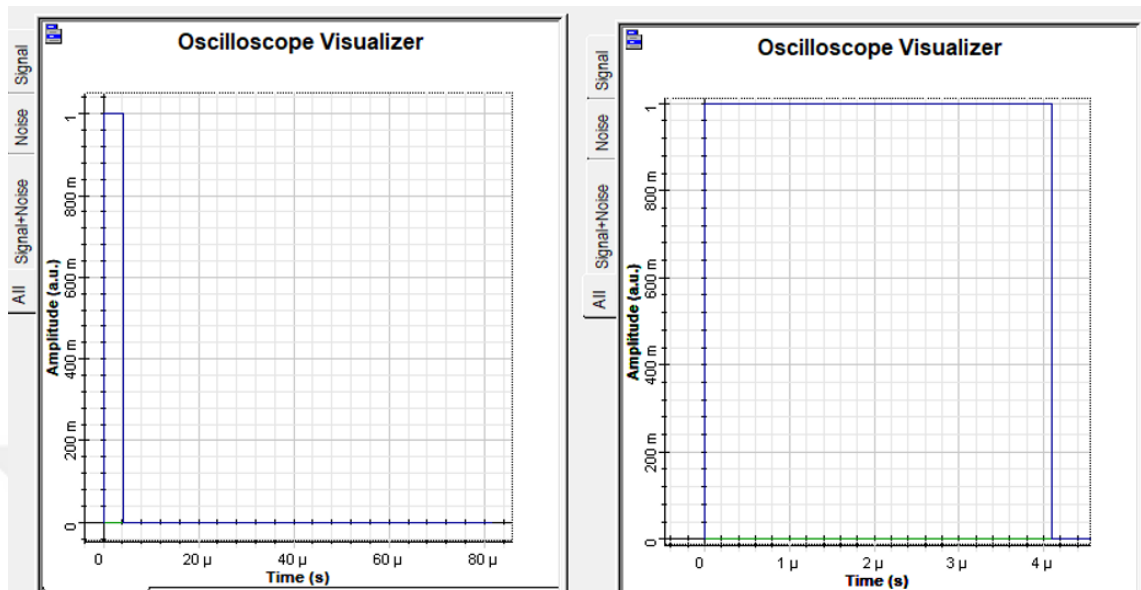 Oscilloscope Visualizer
Signal
Noise
Signal+Noise
All
Amplitude (a.u.)
1
800 m
600 m
400 m
200 m
0
0 20 µ 40 µ 60 µ 80 µ
Time (s)
Oscilloscope Visualizer
Signal
Noise
Signal+Noise
All
Amplitude (a.u.)
1
800 m
600 m
400 m
200 m
0
0 1 µ 2 µ 3 µ 4 µ
Time (s)